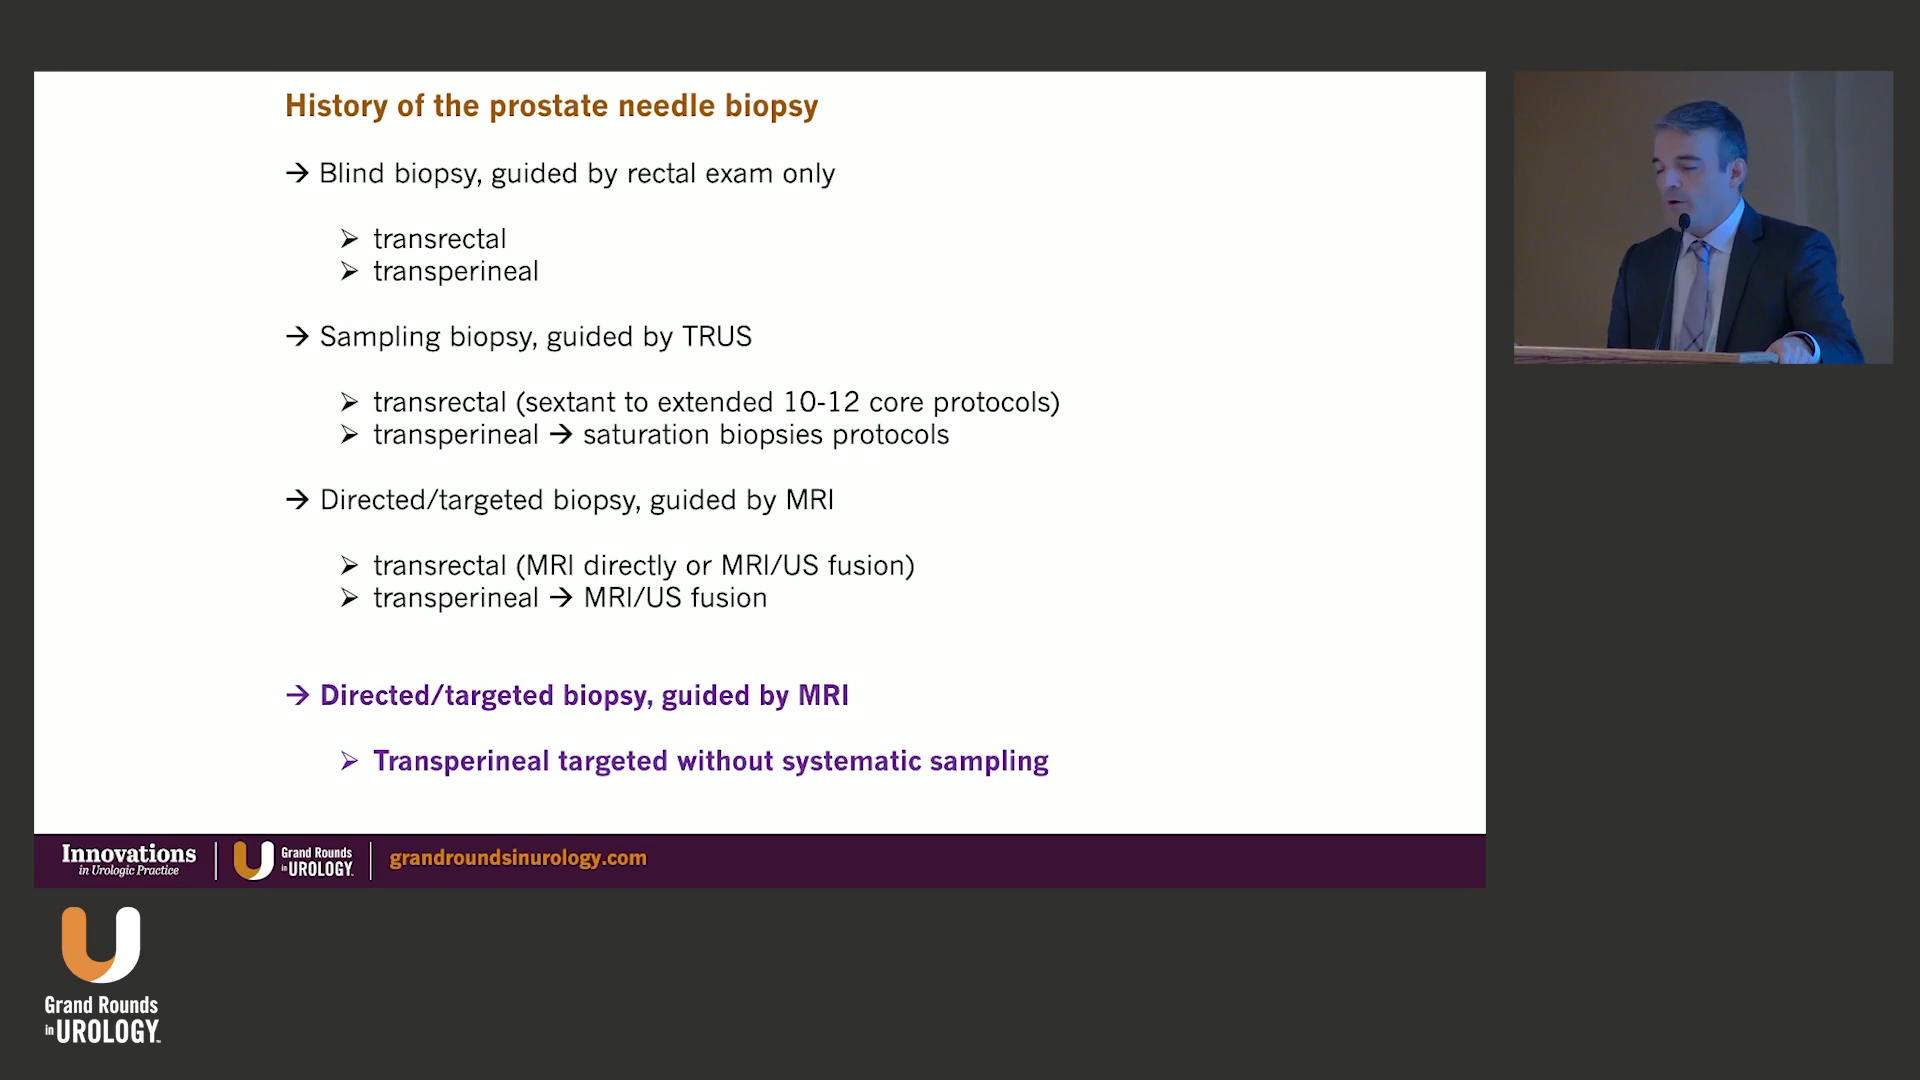 History of the prostate needle biopsy
→ Blind biopsy, guided by rectal exam only
➢ transrectal
➢ transperineal
→ Sampling biopsy, guided by TRUS
➢ transrectal (sextant to extended 10-12 core protocols)
➢ transperineal → saturation biopsies protocols
→ Directed/targeted biopsy, guided by MRI
➢ transrectal (MRI directly or MRI/US fusion)
➢ transperineal → MRI/US fusion
→ Directed/targeted biopsy, guided by MRI
➢ Transperineal targeted without systematic sampling
Innovations
in Urologic Practice
Grand Rounds
in UROLOGY™
grandroundsinurology.com
Grand Rounds
in UROLOGY™